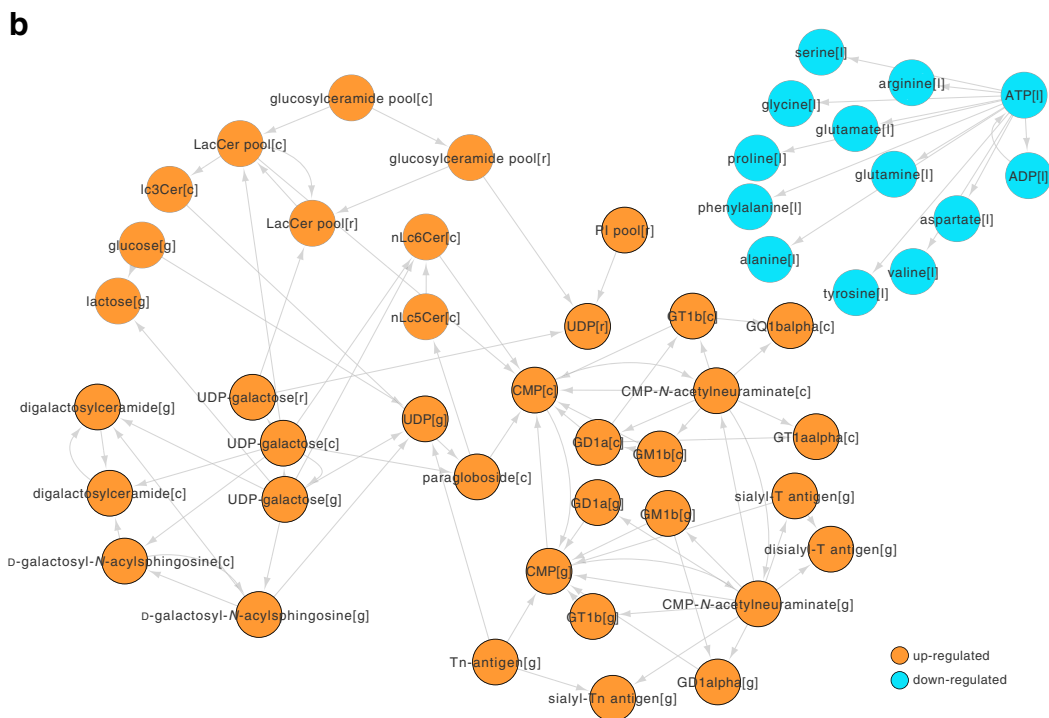 b
serine[l]
arginine[l]
ATP[l]
glucosylceramide pool[c]
glycine[l]
glutamate[l]
LacCer pool[c]
glucosylceramide pool[r]
proline[l]
glutamine[l]
ADP[l]
lc3Cer[c]
phenylalanine[l]
aspartate[l]
LacCer pool[r]
nLc6Cer[c]
PI pool[r]
glucose[g]
alanine[l]
valine[l]
tyrosine[l]
lactose[g]
nLc5Cer[c]
UDP[r]
GT1b[c]
GQ1balpha[c]
CMP[c]
CMP-N-acetylneuraminate[c]
UDP-galactose[r]
digalactosylceramide[g]
UDP[g]
UDP-galactose[c]
GD1a[c]
GM1b[c]
GT1aalpha[c]
paragloboside[c]
digalactosylceramide[c]
UDP-galactose[g]
GD1a[g]
GM1b[g]
sialyl-T antigen[g]
disialyl-T antigen[g]
D-galactosyl-N-acylsphingosine[c]
CMP[g]
CMP-N-acetylneuraminate[g]
D-galactosyl-N-acylsphingosine[g]
GT1b[g]
Tn-antigen[g]
up-regulated
GD1alpha[g]
down-regulated
sialyl-Tn antigen[g]